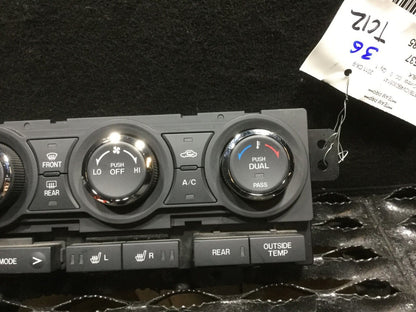 36
TC12
FRONT
REAR
PUSH
LO OFF HI
A/C
PUSH
DUAL
PASS
MODE >
L
R
REAR
OUTSIDE
TEMP